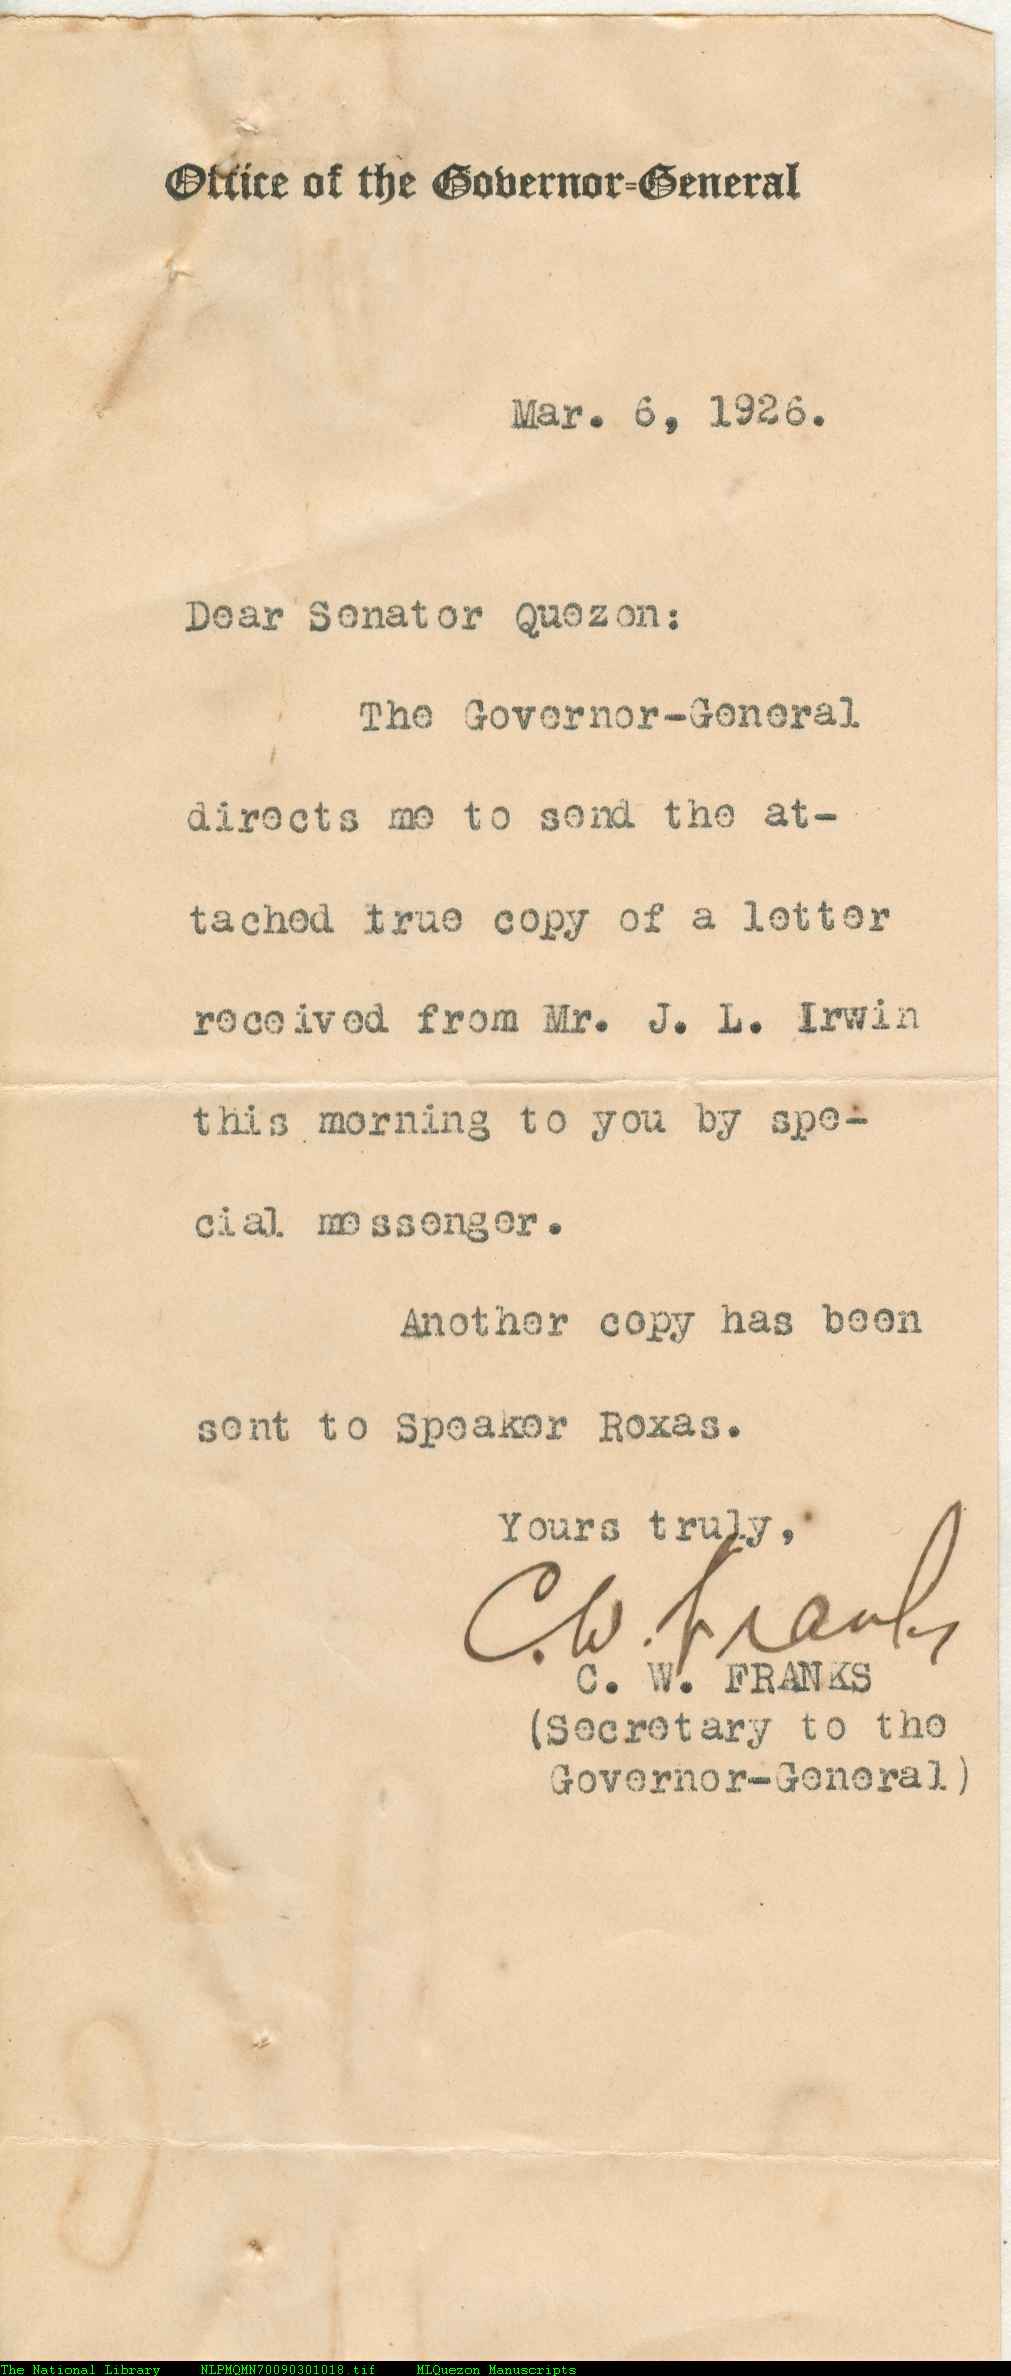 Office of the Governor-General
Mar. 6, 1926.
Dear Senator Quezon:
The Governor-General
directs me to send the at-
tached true copy of a letter
received from Mr. J. L. Irwin
this morning to you by spe-
cial messenger.
Another copy has been
sent to Speaker Roxas.
Yours truly,
C. W. Franks
C. W. FRANKS
(Secretary to the
Governor-General)
The National Library NLPMQMN70090301018.tif MLQuezon Manuscripts